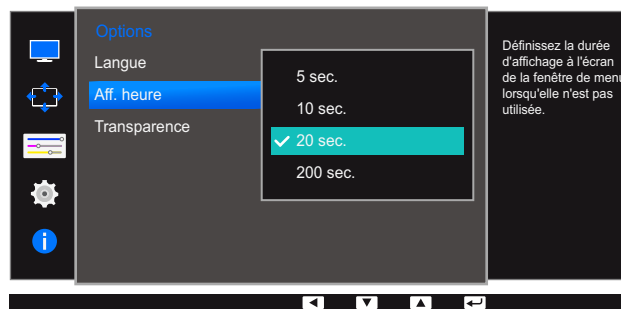 Options
Langue
Aff. heure
Transparence
5 sec.
10 sec.
20 sec.
200 sec.
Définissez la durée
d'affichage à l'écran
de la fenêtre de menu
lorsqu'elle n'est pas
utilisée.